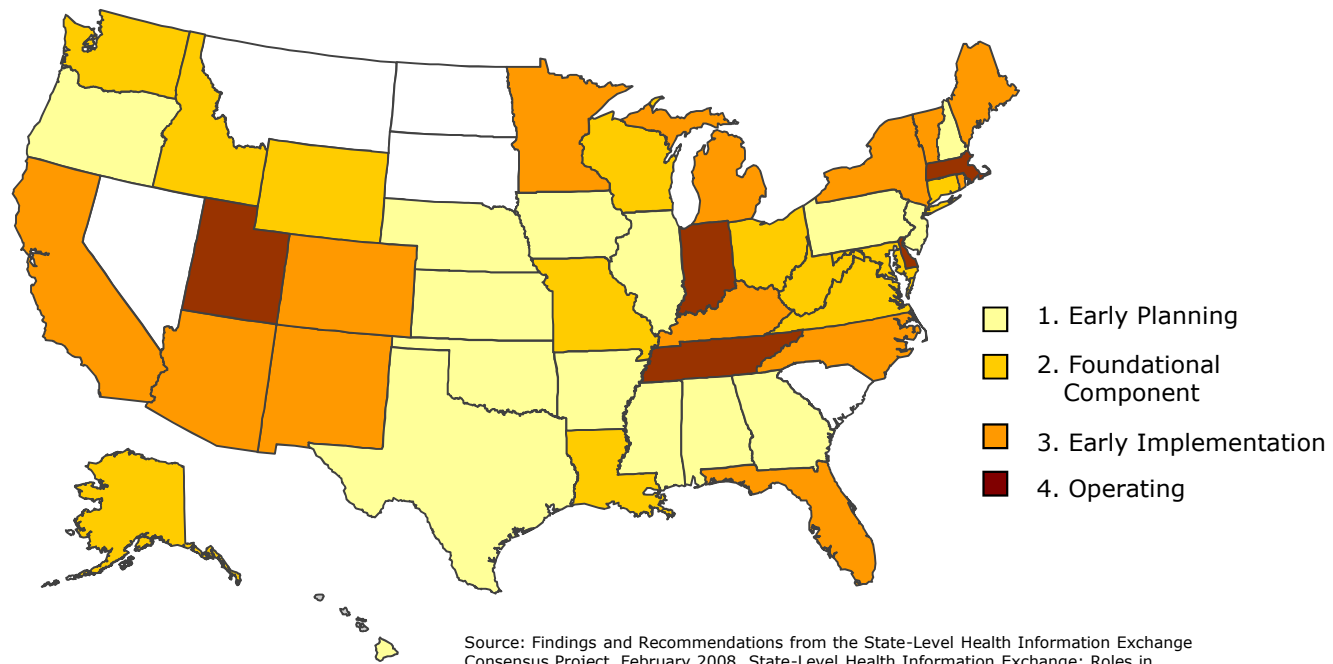 1. Early Planning
2. Foundational
Component
3. Early Implementation
4. Operating
Source: Findings and Recommendations from the State-Level Health Information Exchange
Consensus Project, February 2008, State-Level Health Information Exchange: Roles in